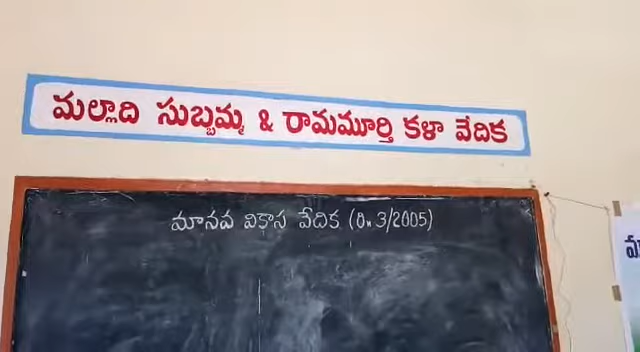 మల్లాది సుబ్బమ్మ & రామమూర్తి కళా వేదిక
మానవ వికాస వేదిక (రి. 3/2005)